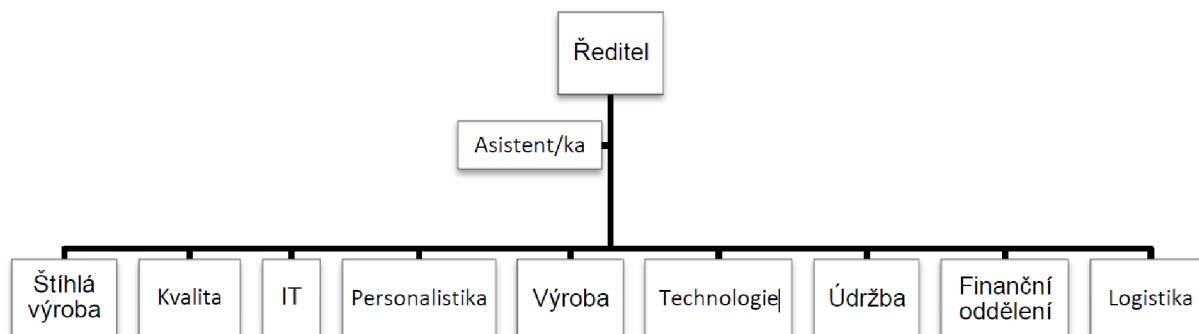 Ředitel
Asistent/ka
Štíhlá
výroba
Kvalita
IT
Personalistika
Výroba
Technologie
Údržba
Finanční
oddělení
Logistika